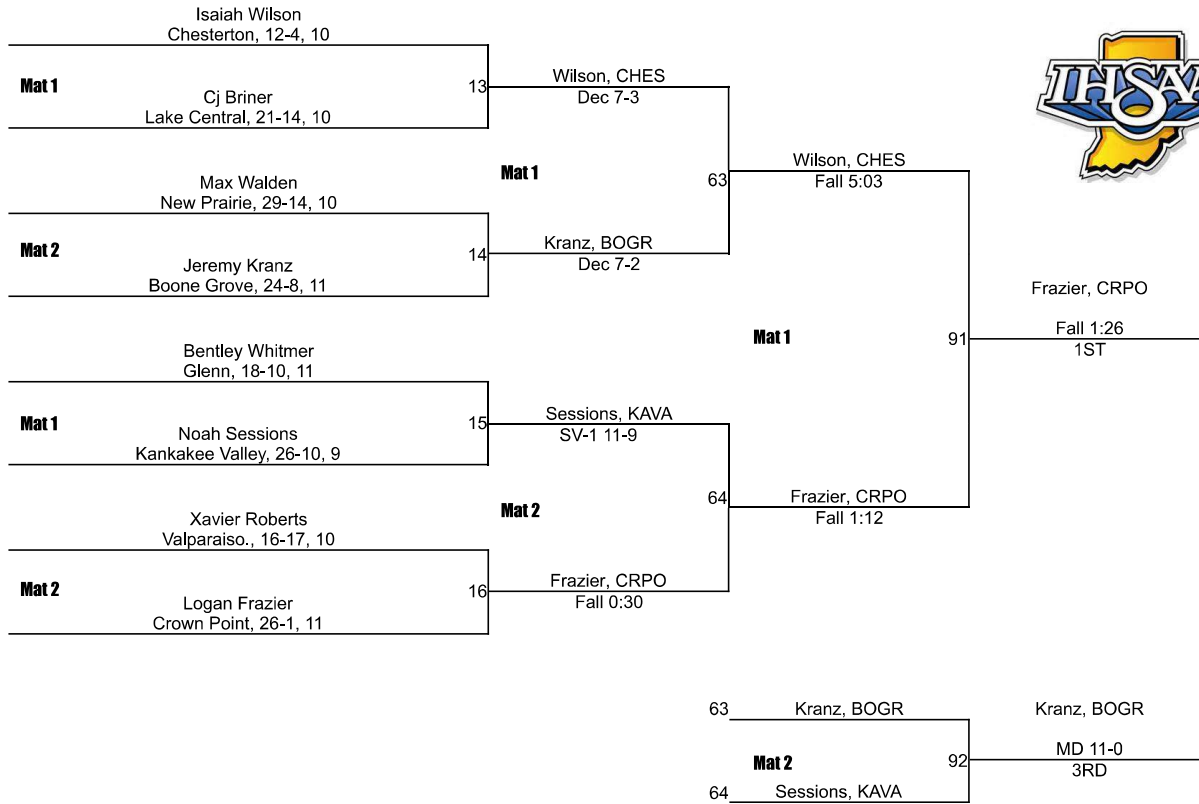 Isaiah Wilson
Chesterton, 12-4, 10
Mat 1
13
Cj Briner
Lake Central, 21-14, 10
Wilson, CHES
Dec 7-3
Max Walden
New Prairie, 29-14, 10
Mat 2
14
Jeremy Kranz
Boone Grove, 24-8, 11
Kranz, BOGR
Dec 7-2
Mat 1
63
Wilson, CHES
Fall 5:03
Bentley Whitmer
Glenn, 18-10, 11
Mat 1
15
Noah Sessions
Kankakee Valley, 26-10, 9
Sessions, KAVA
SV-1 11-9
Xavier Roberts
Valparaiso., 16-17, 10
Mat 2
16
Logan Frazier
Crown Point, 26-1, 11
Frazier, CRPO
Fall 0:30
Mat 2
64
Frazier, CRPO
Fall 1:12
Mat 1
91
Frazier, CRPO
Fall 1:26
1ST
IHSAA
63
Kranz, BOGR
Mat 2
92
64
Sessions, KAVA
Kranz, BOGR
MD 11-0
3RD